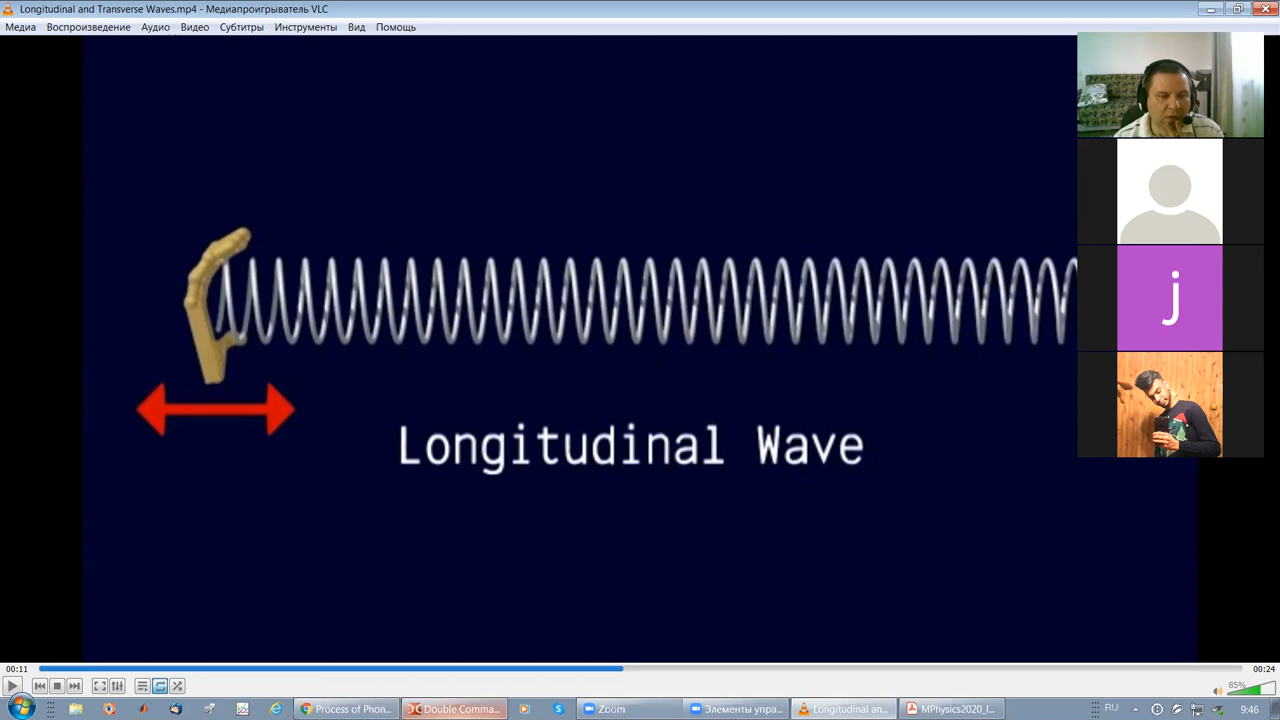 Longitudinal and Transverse Waves.mp4 - Медиапроигрыватель VLC
Медиа Воспроизведение Аудио Видео Субтитры Инструменты Вид Помощь
j
Longitudinal Wave
00:11 00:24
85%
Process of Phon... Double Comma... Zoom Элементы упра... Longitudinal an... MPhysics2020_I... RU 9:46